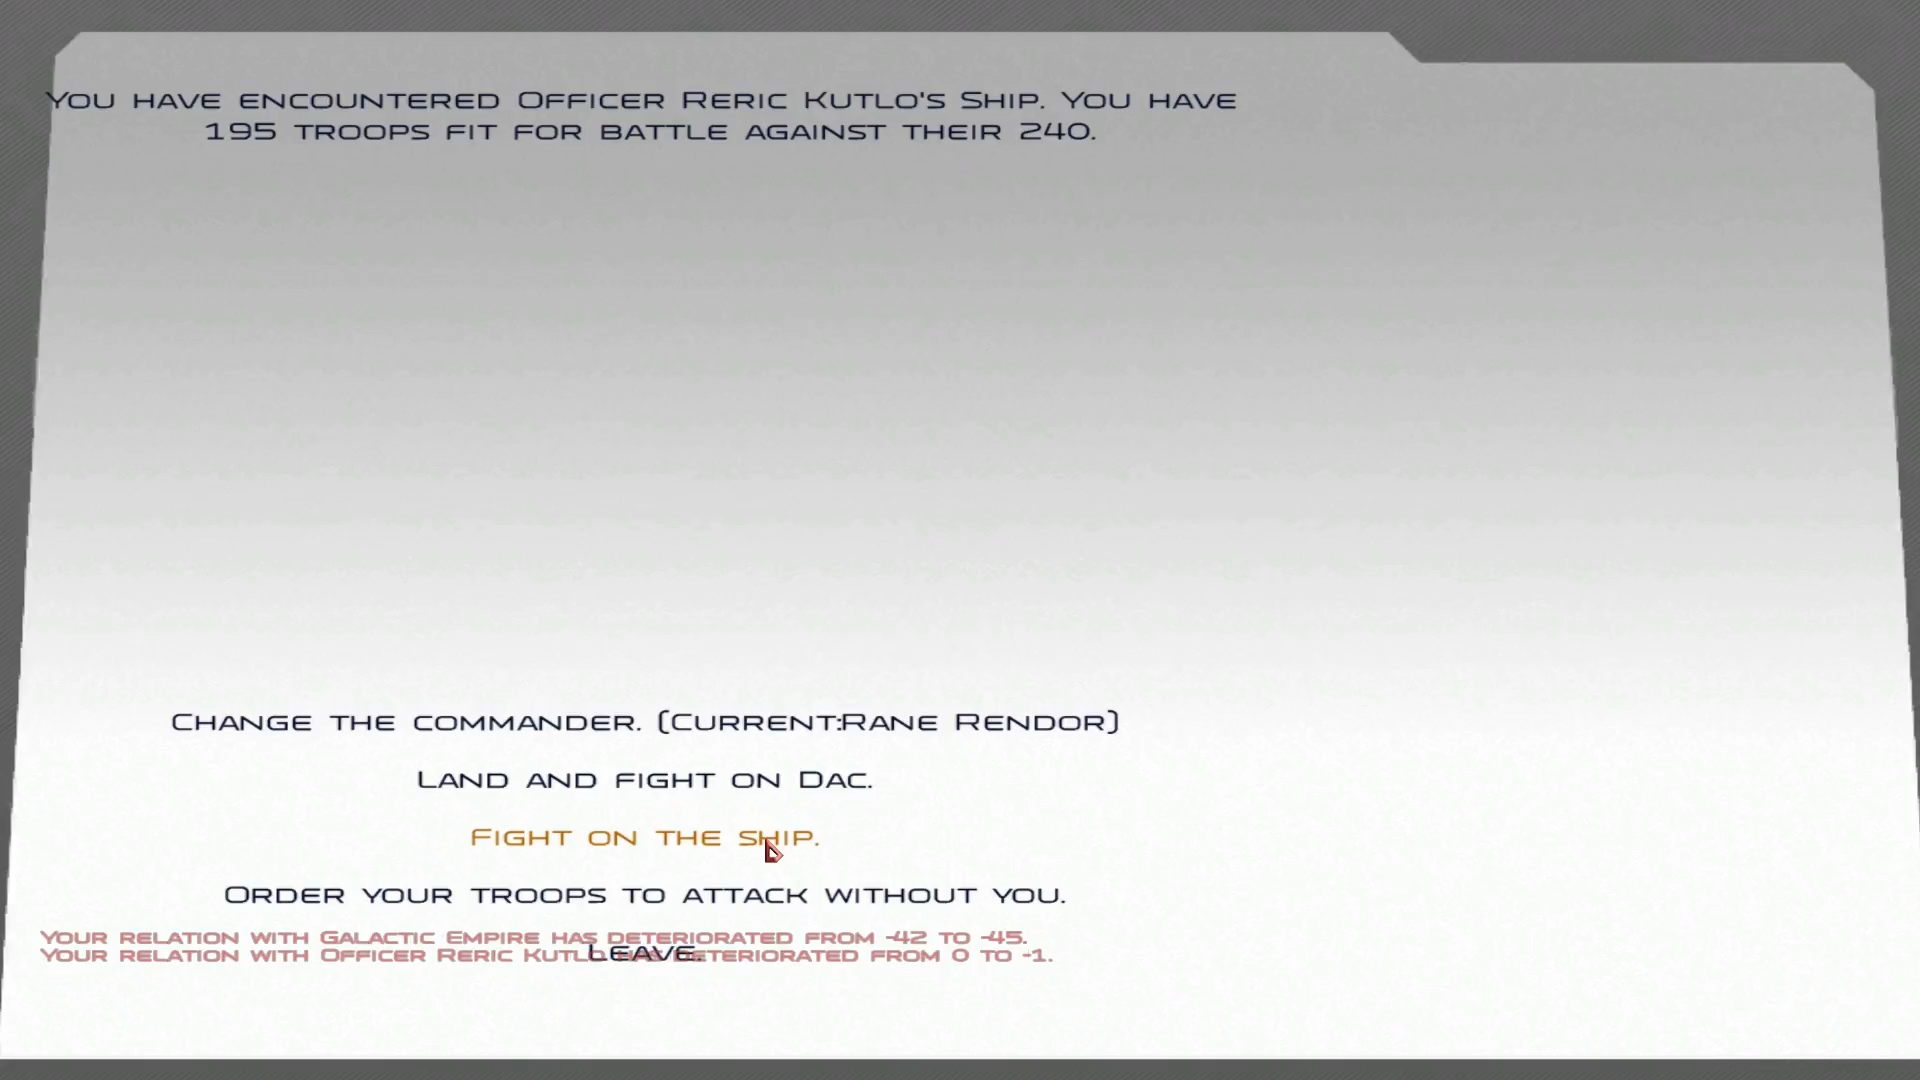 You have encountered Officer Reric Kutlo's Ship. You have
195 troops fit for battle against their 240.
Change the commander. (Current:Rane Rendor)
Land and fight on Dac.
Fight on the ship.
Order your troops to attack without you.
Your relation with Galactic Empire has deteriorated from -42 to -45.
Leave.
Your relation with Officer Reric Kutlo has deteriorated from 0 to -1.